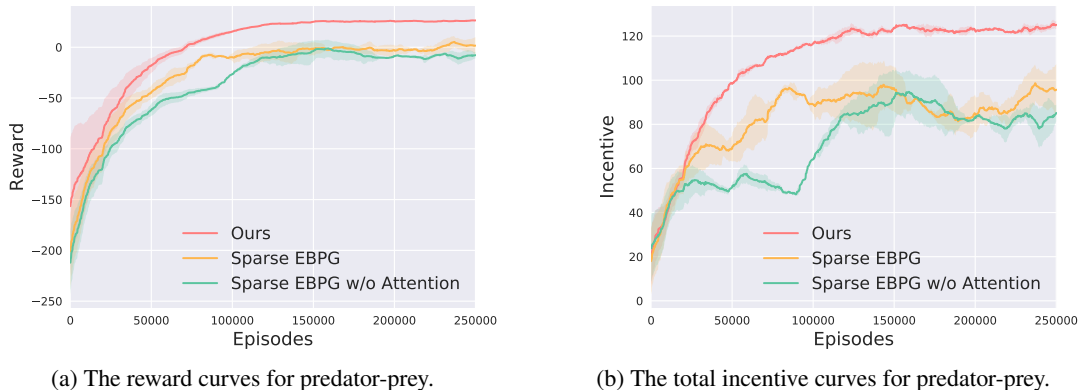 0
−50
−100
−150
−200
−250
Reward
Ours
Sparse EBPG
Sparse EBPG w/o Attention
0 50000 100000 150000 200000 250000
Episodes
(a) The reward curves for predator-prey.
120
100
80
60
40
20
0
Incentive
Ours
Sparse EBPG
Sparse EBPG w/o Attention
0 50000 100000 150000 200000 250000
Episodes
(b) The total incentive curves for predator-prey.